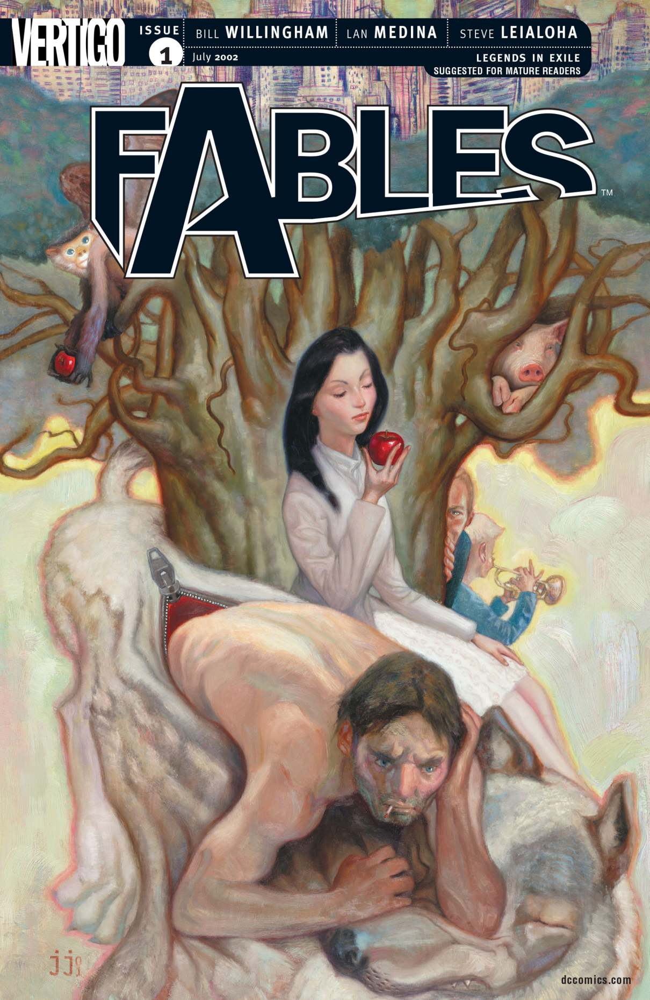 VERTIGO
ISSUE
1
BILL WILLINGHAM
LAN MEDINA
STEVE LEIALOHA
July 2002
LEGENDS IN EXILE
SUGGESTED FOR MATURE READERS
FABLES
TM
jj01
dccomics.com